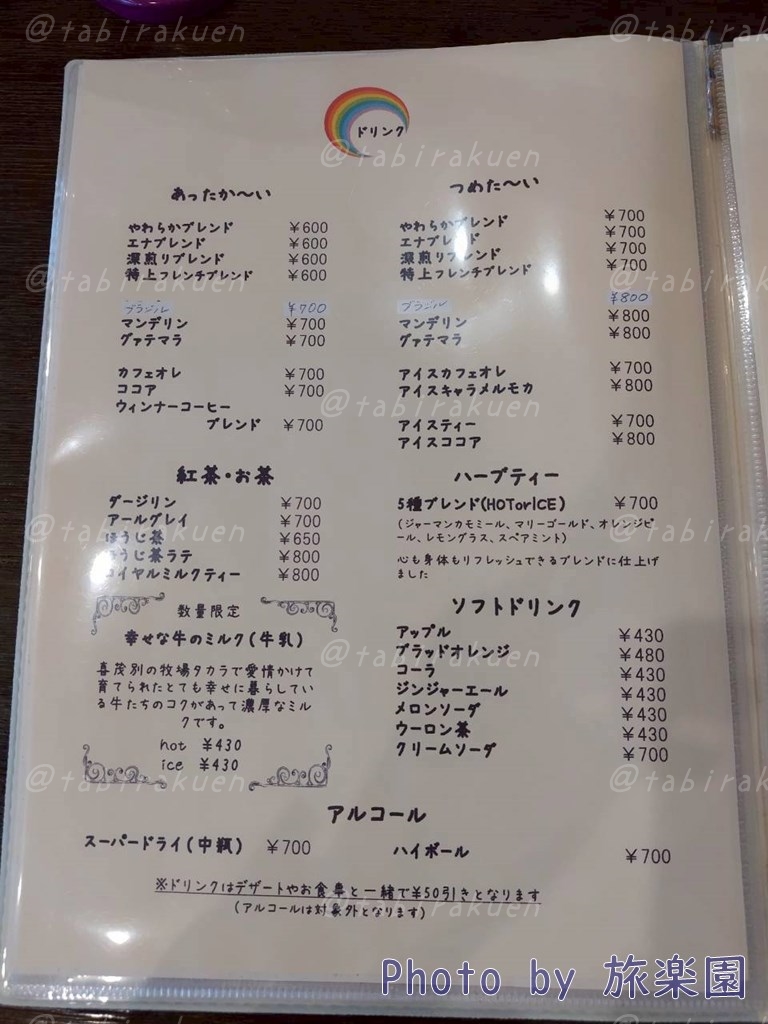 ドリンク
あったか〜い
やわらかブレンド ￥600
エナブレンド ￥600
深煎りブレンド ￥600
特上フレンチブレンド ￥600
ブラジル ￥700
マンデリン ￥700
グァテマラ ￥700
カフェオレ ￥700
ココア ￥700
ウィンナーコーヒー
ブレンド ￥700
つめた〜い
やわらかブレンド ￥700
エナブレンド ￥700
深煎りブレンド ￥700
特上フレンチブレンド ￥700
ブラジル ￥800
マンデリン ￥800
グァテマラ ￥800
アイスカフェオレ ￥700
アイスキャラメルモカ ￥800
アイスティー ￥700
アイスココア ￥800
紅茶・お茶
ダージリン ￥700
アールグレイ ￥700
ほうじ茶 ￥650
ほうじ茶ラテ ￥800
ロイヤルミルクティー ￥800
数量限定
幸せな牛のミルク(牛乳)
喜茂別の牧場タカラで愛情かけて
育てられたとても幸せに暮らしてい
る牛たちのコクがあって濃厚なミル
クです。
hot ￥430
ice ￥430
ハーブティー
5種ブレンド(HOTorICE) ￥700
(ジャーマンカモミール、マリーゴールド、オレンジピ
ール、レモングラス、スペアミント)
心も身体もリフレッシュできるブレンドに仕上げ
ました
ソフトドリンク
アップル ￥430
ブラッドオレンジ ￥480
コーラ ￥430
ジンジャーエール ￥430
メロンソーダ ￥430
ウーロン茶 ￥430
クリームソーダ ￥700
アルコール
スーパードライ(中瓶) ￥700
ハイボール ￥700
※ドリンクはデザートやお食事と一緒で￥50引きとなります
(アルコールは対象外となります)
@tabirakuen
Photo by 旅楽園